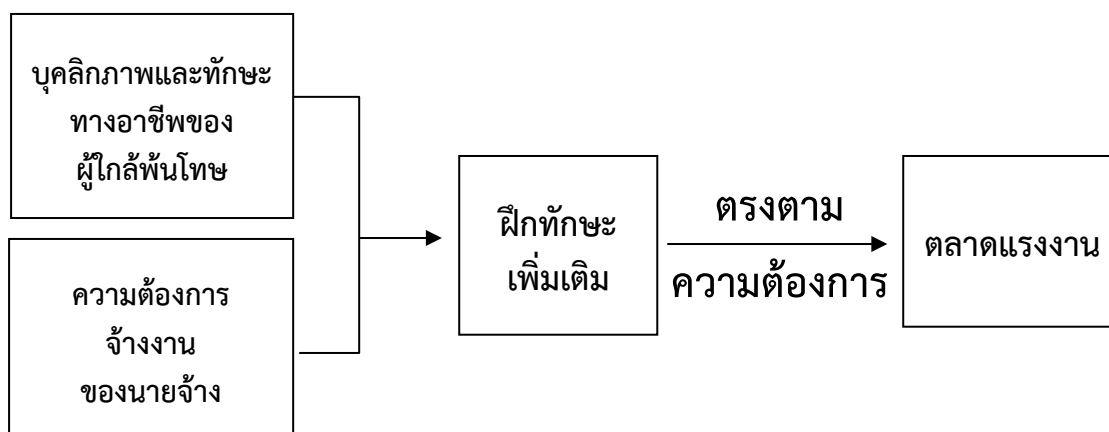 บุคลิกภาพและทักษะ
ทางอาชีพของ
ผู้ใกล้พ้นโทษ
ความต้องการ
จ้างงาน
ของนายจ้าง
ฝึกทักษะ
เพิ่มเติม
ตรงตาม
ความต้องการ
ตลาดแรงงาน